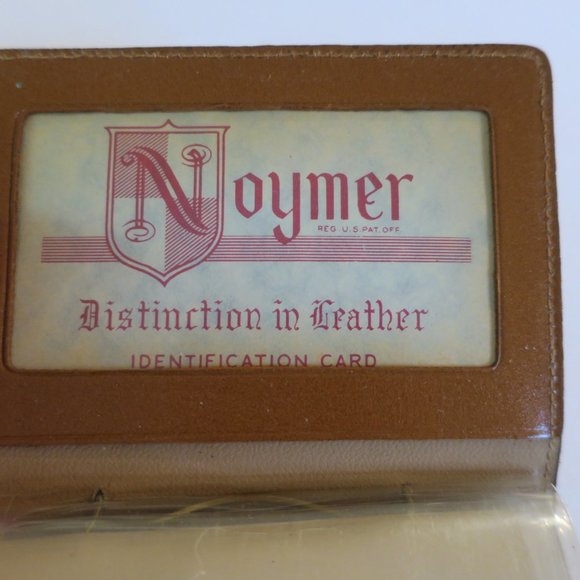 Noymer
REG. U.S. PAT. OFF.
Distinction in Leather
IDENTIFICATION CARD